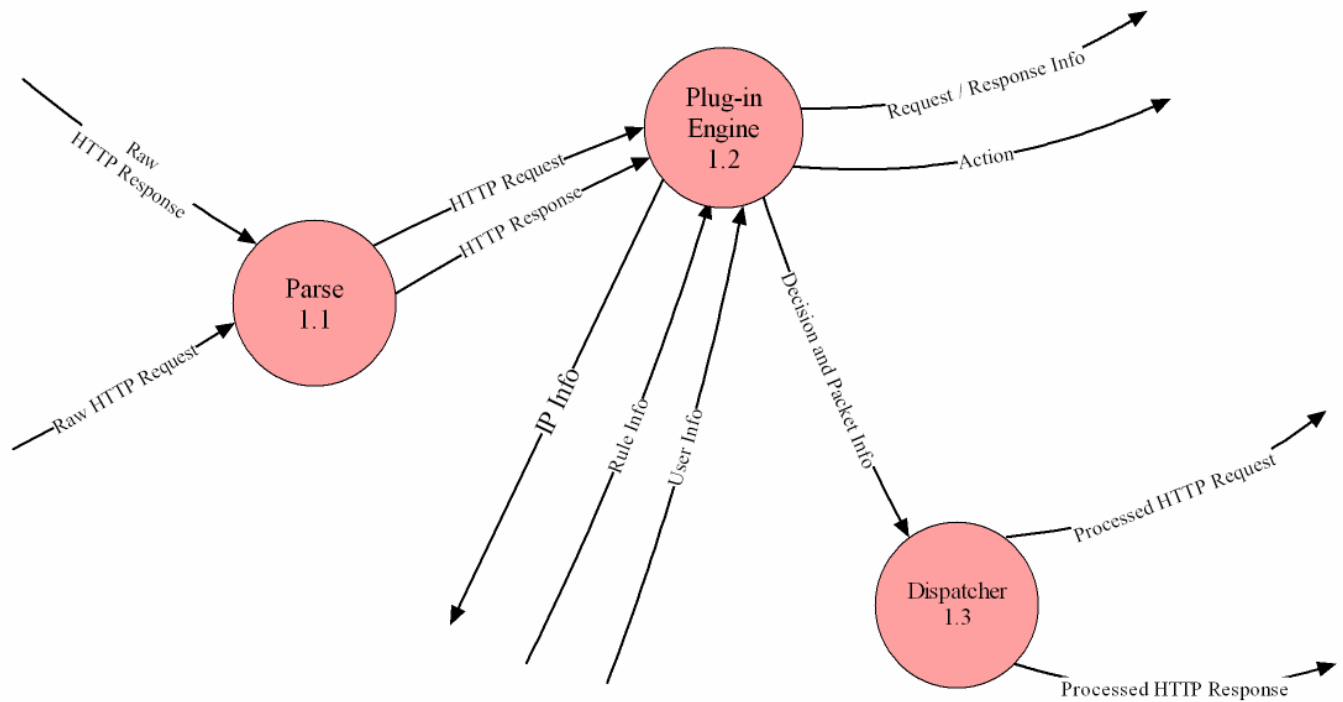 Raw
HTTP Response
Raw HTTP Request
Parse
1.1
HTTP Request
HTTP Response
Plug-in
Engine
1.2
Request / Response Info
Action
IP Info
Rule Info
User Info
Decision and Packet Info
Dispatcher
1.3
Processed HTTP Request
Processed HTTP Response